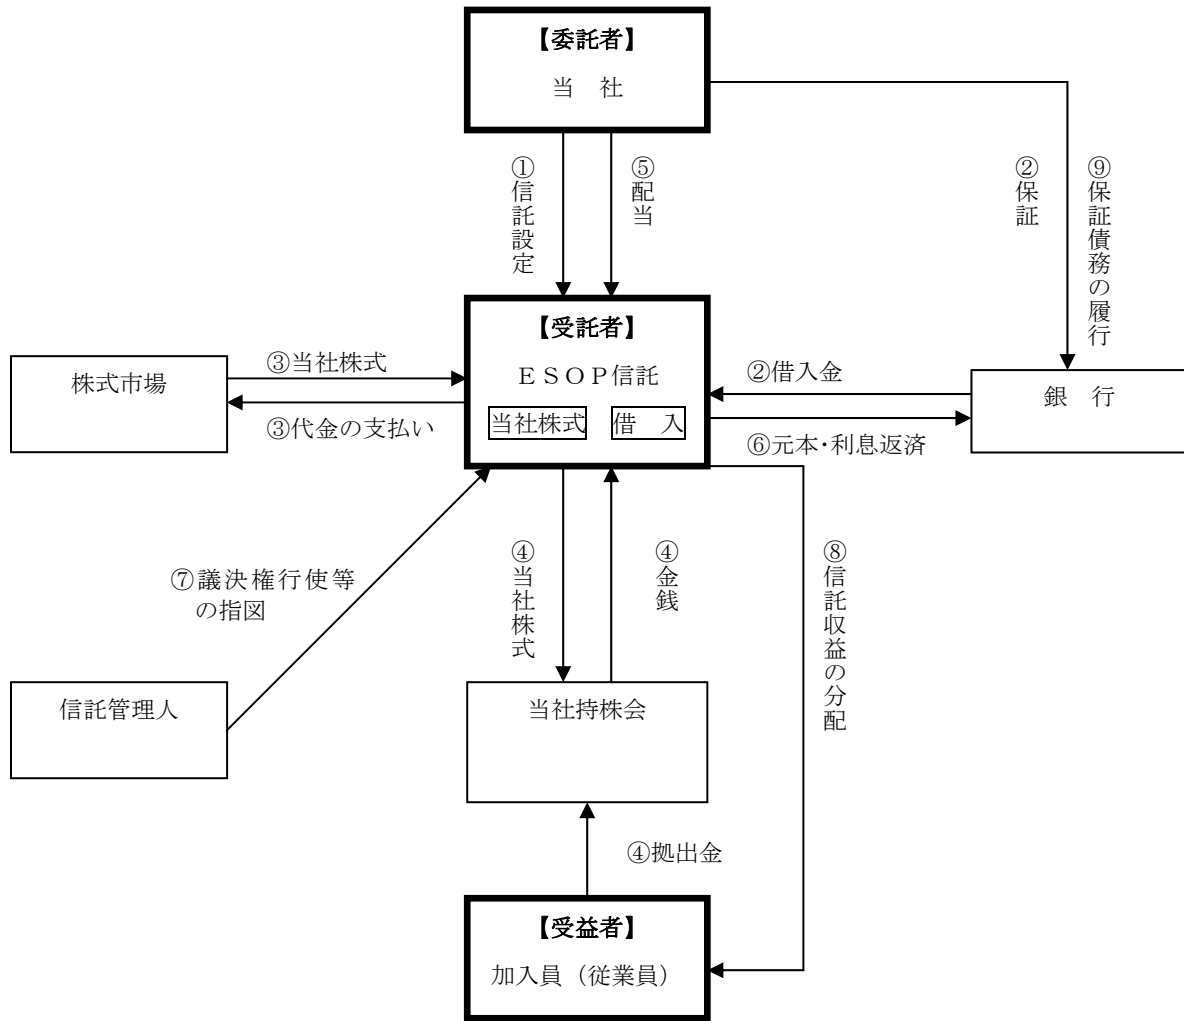 【委託者】
当　社
①信託設定
⑤配当
②保証
⑨保証債務の履行
【受託者】
ＥＳＯＰ信託
当社株式
借　入
株式市場
③当社株式
③代金の支払い
②借入金
⑥元本・利息返済
銀　行
⑦議決権行使等
の指図
④当社株式
④金銭
⑧信託収益の分配
信託管理人
当社持株会
④拠出金
【受益者】
加入員（従業員）